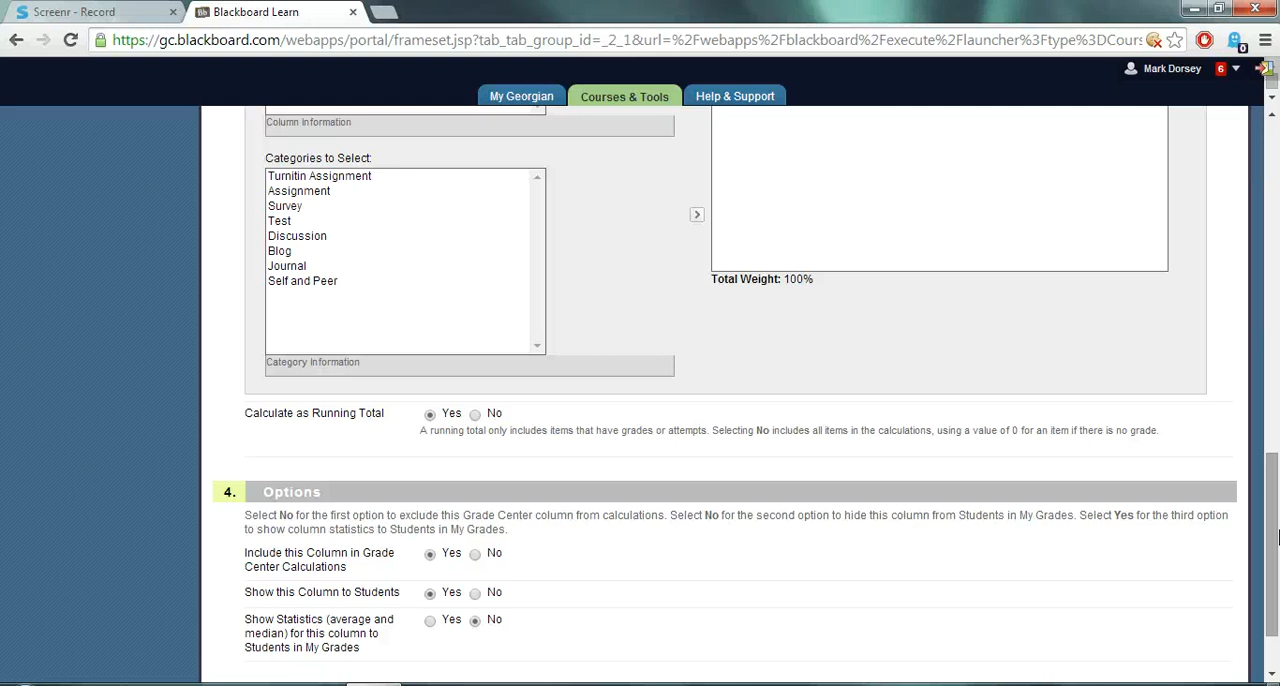 Screenr - Record
Blackboard Learn
https://gc.blackboard.com/webapps/portal/frameset.jsp?tab_tab_group_id=_2_1&url=%2Fwebapps%2Fblackboard%2Fexecute%2Flauncher%3Ftype%3DCours
0
Mark Dorsey 6
My Georgian Courses & Tools Help & Support
Column Information
Categories to Select:
Turnitin Assignment
Assignment
Survey
Test
Discussion
Blog
Journal
Self and Peer
Total Weight: 100%
Category Information
Calculate as Running Total Yes No
A running total only includes items that have grades or attempts. Selecting No includes all items in the calculations, using a value of 0 for an item if there is no grade.
4. Options
Select No for the first option to exclude this Grade Center column from calculations. Select No for the second option to hide this column from Students in My Grades. Select Yes for the third option
to show column statistics to Students in My Grades.
Include this Column in Grade Yes No
Center Calculations
Show this Column to Students Yes No
Show Statistics (average and Yes No
median) for this column to
Students in My Grades